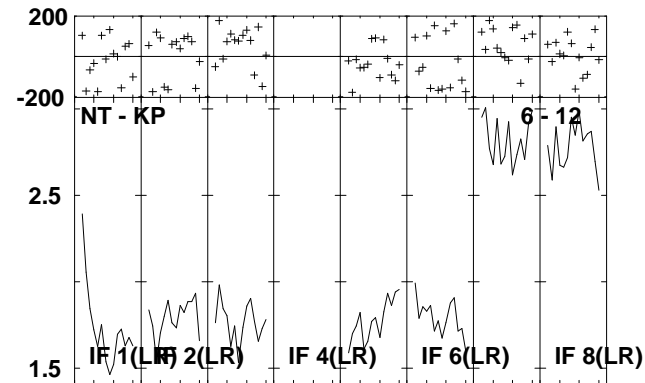 200
-200
NT - KP 6 - 12
2.5
1.5
IF 1(LR) IF 2(LR) IF 4(LR) IF 6(LR) IF 8(LR)